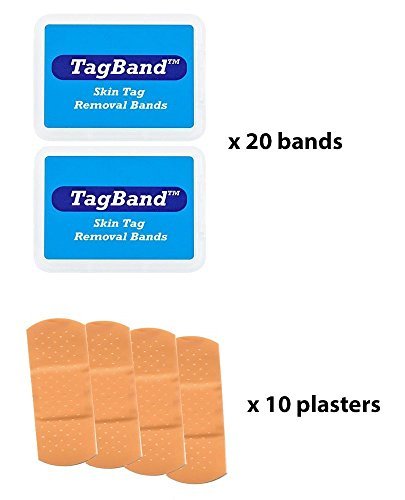 TagBand™
Skin Tag
Removal Bands
x 20 bands
TagBand™
Skin Tag
Removal Bands
x 10 plasters